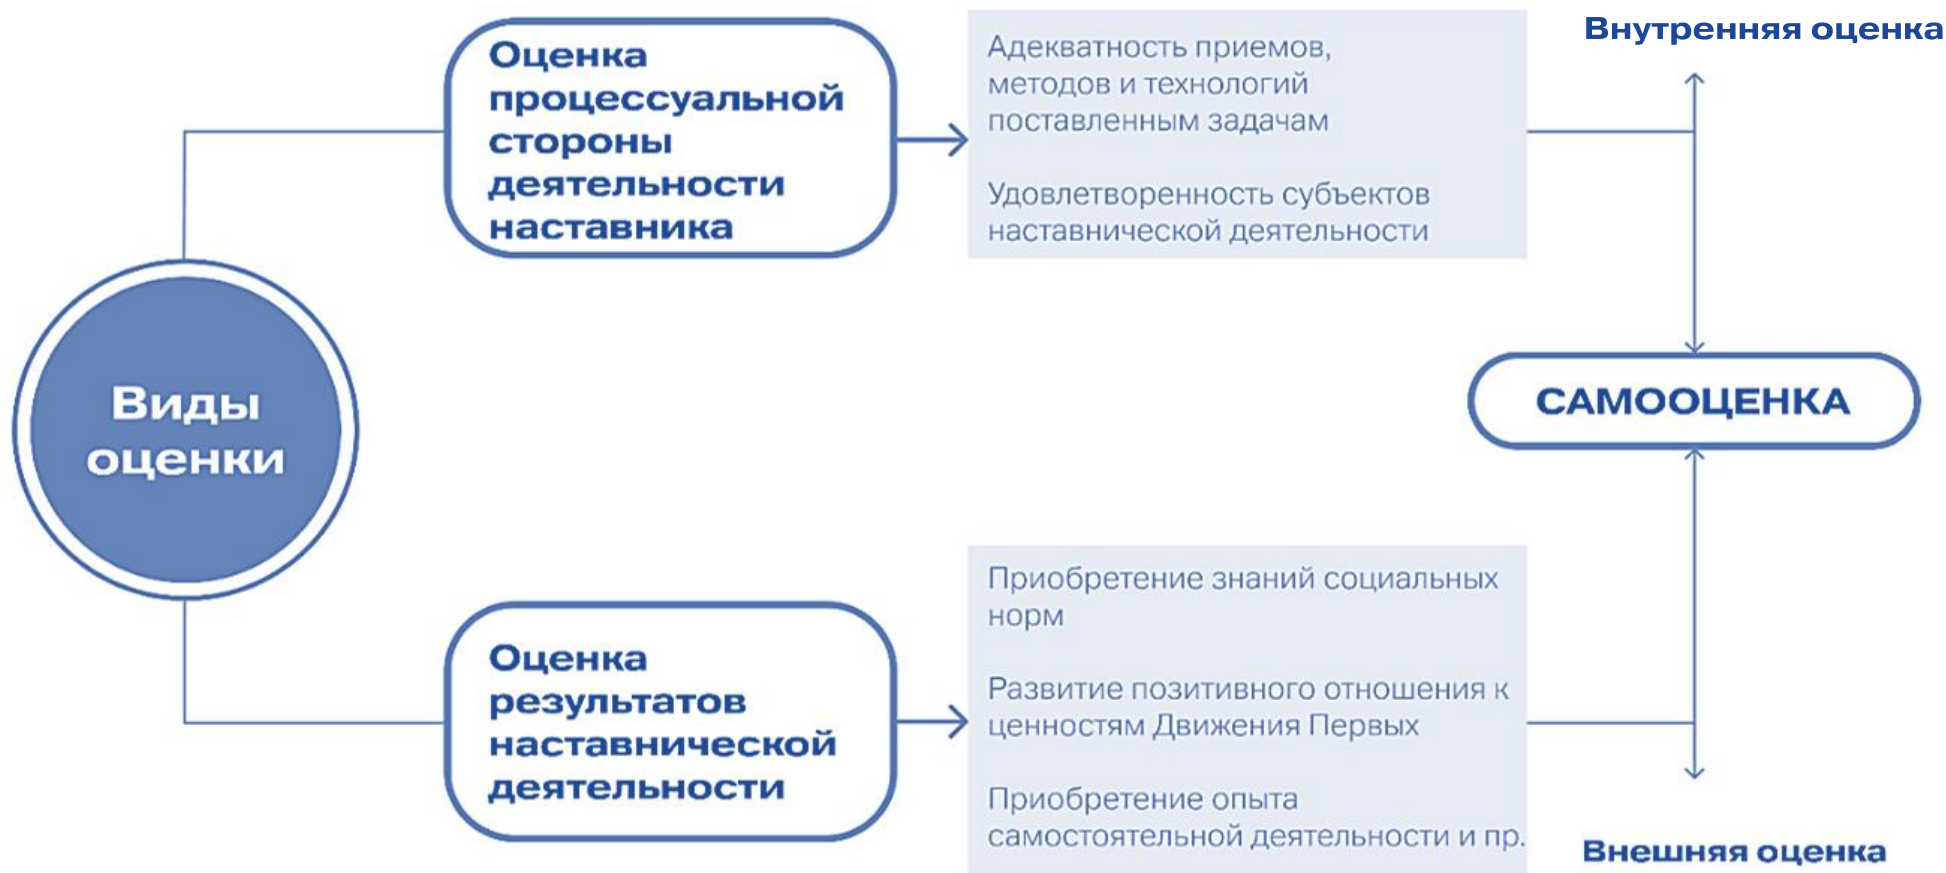 Виды
оценки
Оценка
процессуальной
стороны
деятельности
наставника
Адекватность приемов,
методов и технологий
поставленным задачам
Удовлетворенность субъектов
наставнической деятельности
Внутренняя оценка
САМООЦЕНКА
Оценка
результатов
наставнической
деятельности
Приобретение знаний социальных
норм
Развитие позитивного отношения к
ценностям Движения Первых
Приобретение опыта
самостоятельной деятельности и пр.
Внешняя оценка